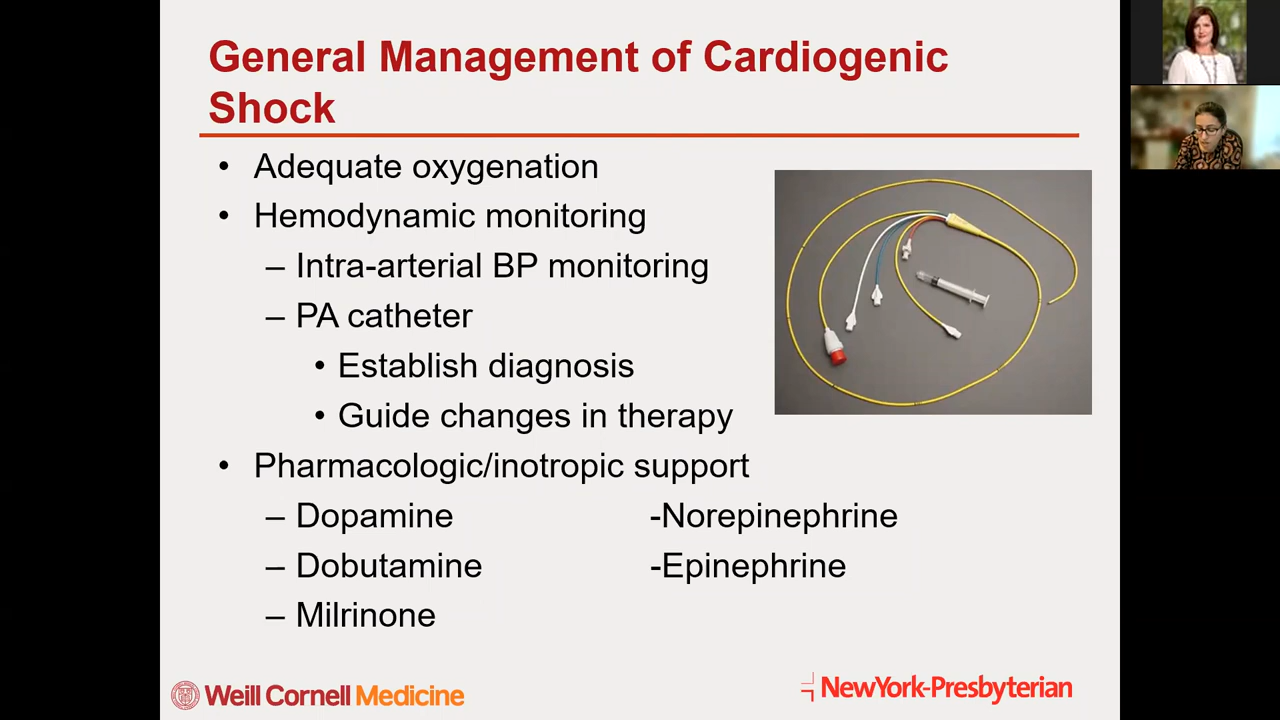 General Management of Cardiogenic
Shock
• Adequate oxygenation
• Hemodynamic monitoring
– Intra-arterial BP monitoring
– PA catheter
• Establish diagnosis
• Guide changes in therapy
• Pharmacologic/inotropic support
– Dopamine -Norepinephrine
– Dobutamine -Epinephrine
– Milrinone
Weill Cornell Medicine
NewYork-Presbyterian